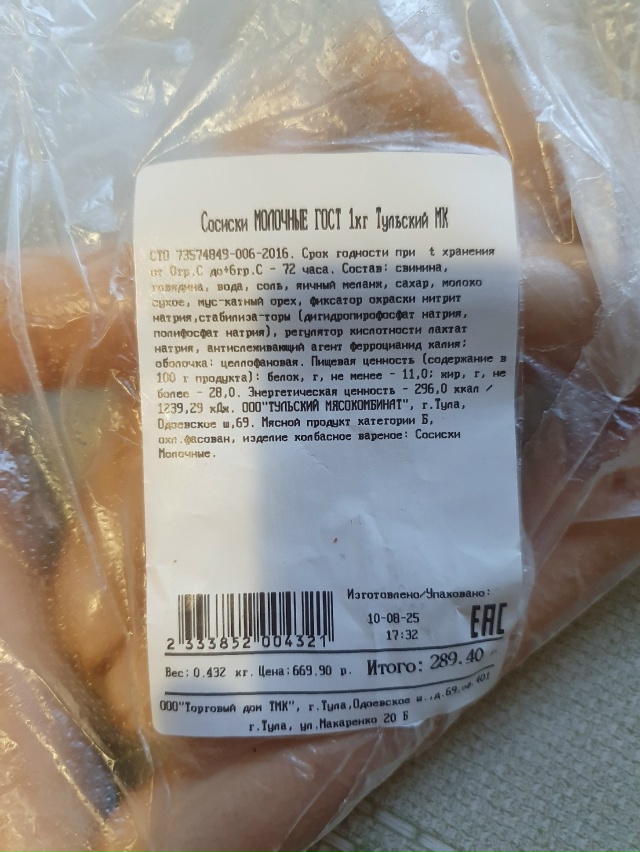 Сосиски МОЛОЧНЫЕ ГОСТ 1кг Тульский МК
СТО 73574849-006-2016. Срок годности при t хранения
от 0гр.С до+6гр.С - 72 часа. Состав: свинина,
говядина, вода, соль, яичный меланж, сахар, молоко
сухое, мус-катный орех, фиксатор окраски нитрит
натрия,стабилиза-торы (дигидропирофосфат натрия,
полифосфат натрия), регулятор кислотности лактат
натрия, антислеживающий агент ферроцианид калия;
оболочка: целлофановая. Пищевая ценность (содержание в
100 г продукта): белок, г, не менее - 11,0; жир, г, не
более - 28,0. Энергетическая ценность - 296,0 ккал /
1239,29 кДж. ООО"ТУЛЬСКИЙ МЯСОКОМБИНАТ", г.Тула,
Одоевское ш,69. Мясной продукт категории Б,
охл.фасован, изделие колбасное вареное: Сосиски
Молочные.
Изготовлено/Упаковано:
10-08-25
17:32
EAC
2 333852 004321
Вес: 0.432 кг. Цена:669.90 р. Итого: 289.40
ООО"Торговый дом ТМК", г.Тула,Одоевское ш.,д.69,оф.401
г.Тула, ул.Макаренко 20 Б